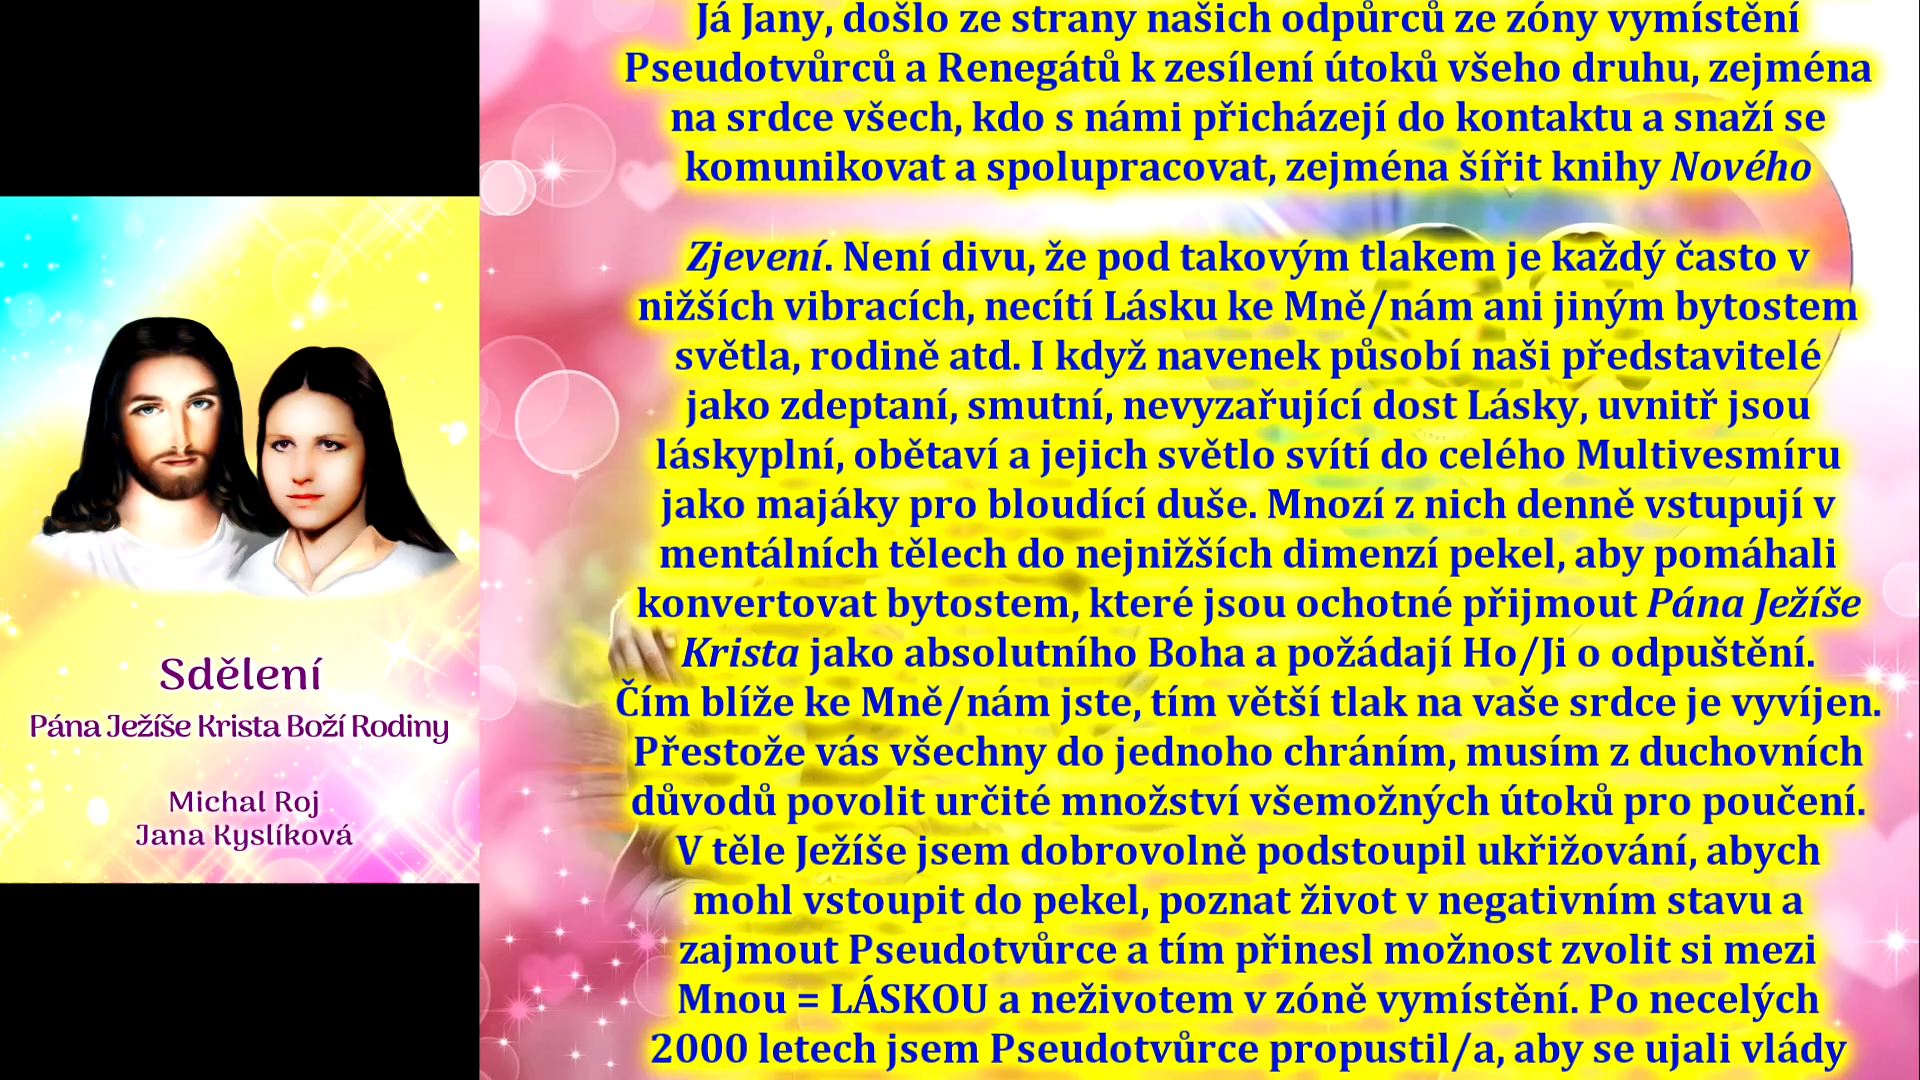 Já Jany, došlo ze strany našich odpůrců ze zóny vymístění
Pseudotvůrců a Renegátů k zesílení útoků všeho druhu, zejména
na srdce všech, kdo s námi přicházejí do kontaktu a snaží se
komunikovat a spolupracovat, zejména šířit knihy Nového
Zjevení. Není divu, že pod takovým tlakem je každý často v
nižších vibracích, necítí Lásku ke Mně/nám ani jiným bytostem
světla, rodině atd. I když navenek působí naši představitelé
jako zdeptaní, smutní, nevyzařující dost Lásky, uvnitř jsou
láskyplní, obětaví a jejich světlo svítí do celého Multivesmíru
jako majáky pro bloudící duše. Mnozí z nich denně vstupují v
mentálních tělech do nejnižších dimenzí pekel, aby pomáhali
konvertovat bytostem, které jsou ochotné přijmout Pána Ježíše
Krista jako absolutního Boha a požádají Ho/Ji o odpuštění.
Čím blíže ke Mně/nám jste, tím větší tlak na vaše srdce je vyvíjen.
Přestože vás všechny do jednoho chráním, musím z duchovních
důvodů povolit určité množství všemožných útoků pro poučení.
V těle Ježíše jsem dobrovolně podstoupil ukřižování, abych
mohl vstoupit do pekel, poznat život v negativním stavu a
zajmout Pseudotvůrce a tím přinesl možnost zvolit si mezi
Mnou = LÁSKOU a neživotem v zóně vymístění. Po necelých
2000 letech jsem Pseudotvůrce propustil/a, aby se ujali vlády
Sdělení
Pána Ježíše Krista Boží Rodiny
Michal Roj
Jana Kyslíková